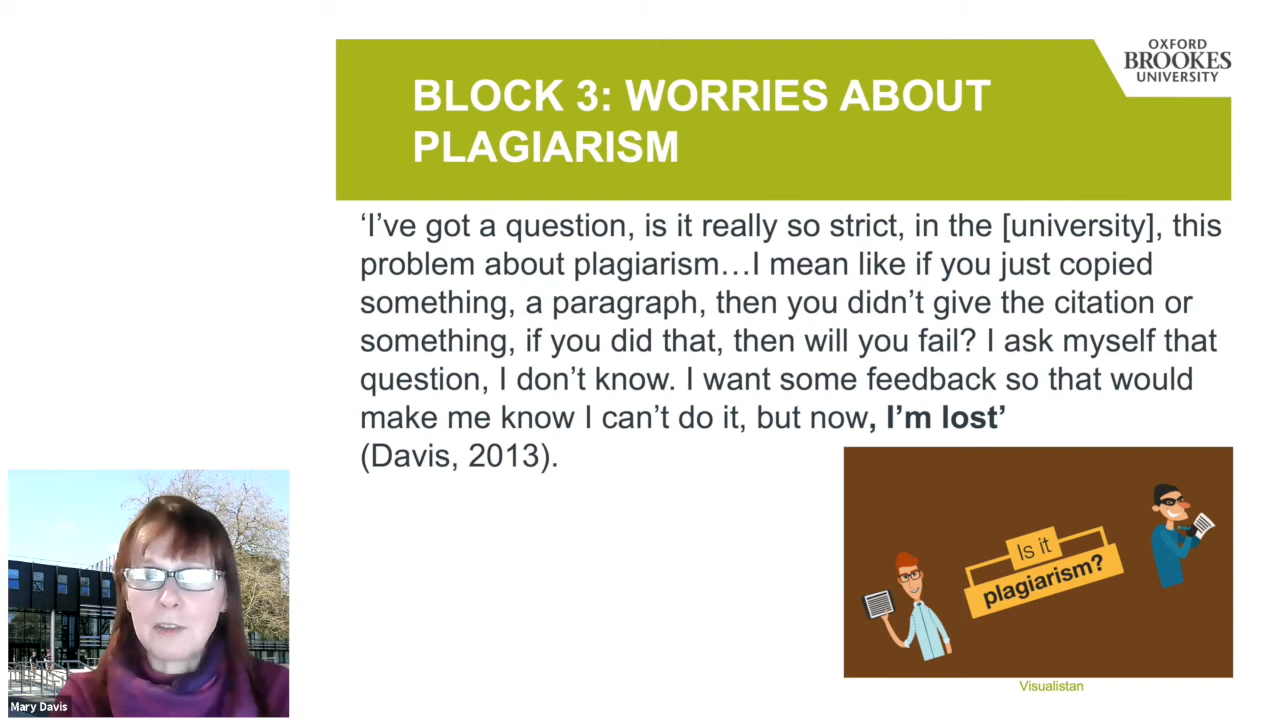 OXFORD
BROOKES
UNIVERSITY
BLOCK 3: WORRIES ABOUT
PLAGIARISM
‘I’ve got a question, is it really so strict, in the [university], this
problem about plagiarism…I mean like if you just copied
something, a paragraph, then you didn’t give the citation or
something, if you did that, then will you fail? I ask myself that
question, I don’t know. I want some feedback so that would
make me know I can’t do it, but now, I’m lost’
(Davis, 2013).
Is it
plagiarism?
Visualistan
Mary Davis